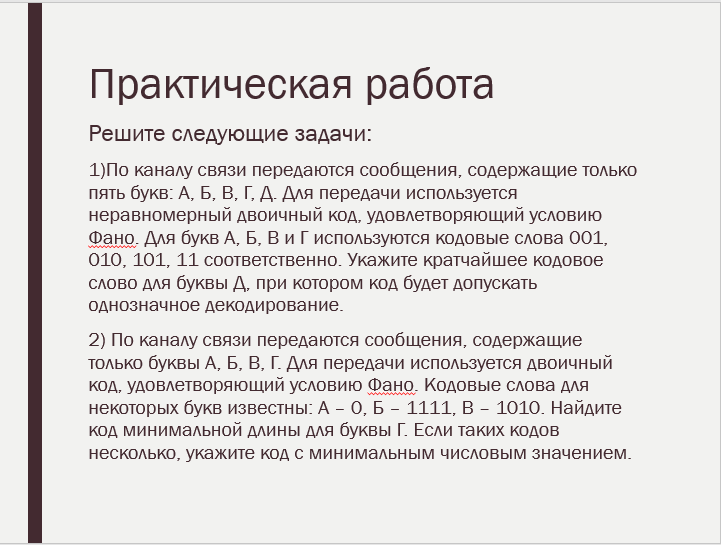 Практическая работа
Решите следующие задачи:
1)По каналу связи передаются сообщения, содержащие только
пять букв: А, Б, В, Г, Д. Для передачи используется
неравномерный двоичный код, удовлетворяющий условию
Фано. Для букв А, Б, В и Г используются кодовые слова 001,
010, 101, 11 соответственно. Укажите кратчайшее кодовое
слово для буквы Д, при котором код будет допускать
однозначное декодирование.
2) По каналу связи передаются сообщения, содержащие
только буквы А, Б, В, Г. Для передачи используется двоичный
код, удовлетворяющий условию Фано. Кодовые слова для
некоторых букв известны: А – 0, Б – 1111, В – 1010. Найдите
код минимальной длины для буквы Г. Если таких кодов
несколько, укажите код с минимальным числовым значением.